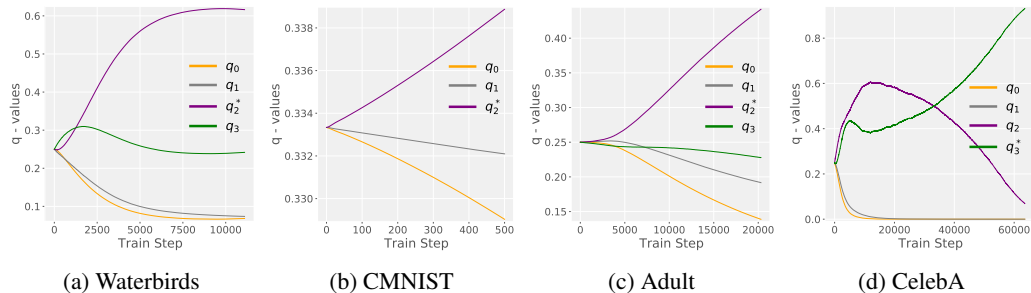 0.6
0.5
0.4
0.3
0.2
0.1
q - values
q₀
q₁
q₂*
q₃
0 2500 5000 7500 10000
Train Step
(a) Waterbirds
0.338
0.336
0.334
0.332
0.330
q - values
q₀
q₁
q₂*
0 100 200 300 400 500
Train Step
(b) CMNIST
0.40
0.35
0.30
0.25
0.20
0.15
q - values
q₀
q₁
q₂*
q₃
0 5000 10000 15000 20000
Train Step
(c) Adult
0.8
0.6
0.4
0.2
0.0
q - values
q₀
q₁
q₂
q₃*
0 20000 40000 60000
Train Step
(d) CelebA